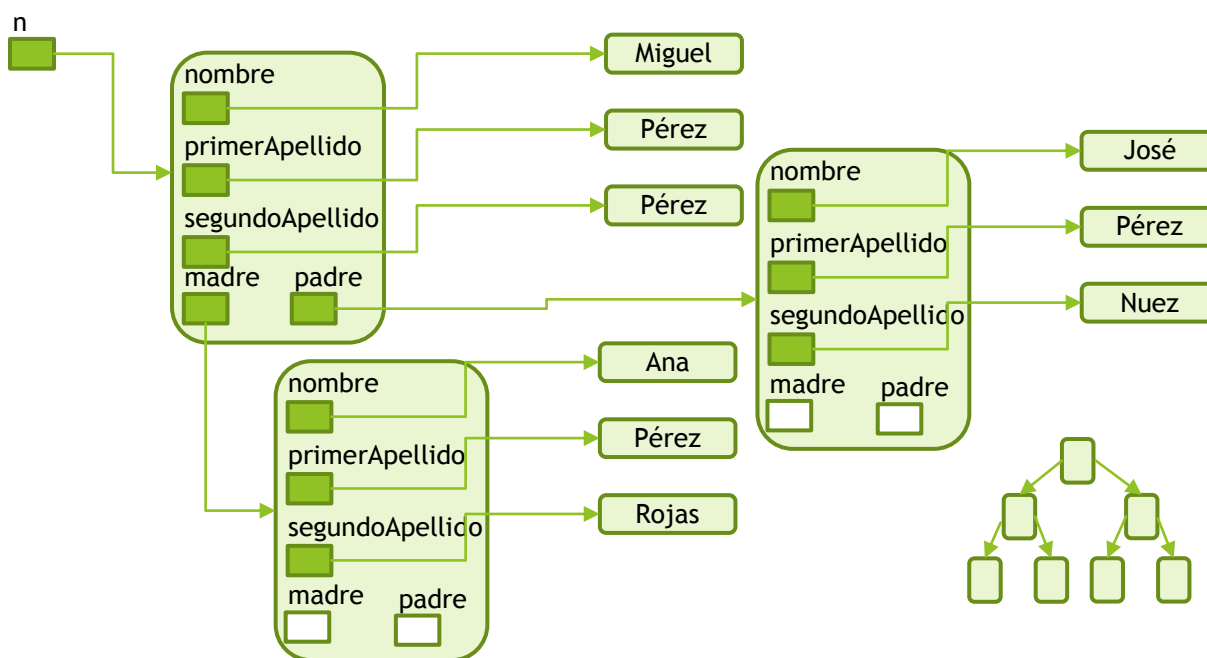 n
nombre
primerApellido
segundoApellido
madre padre
Miguel
Pérez
Pérez
nombre
primerApellido
segundoApellido
madre padre
José
Pérez
Nuez
nombre
primerApellido
segundoApellido
madre padre
Ana
Pérez
Rojas